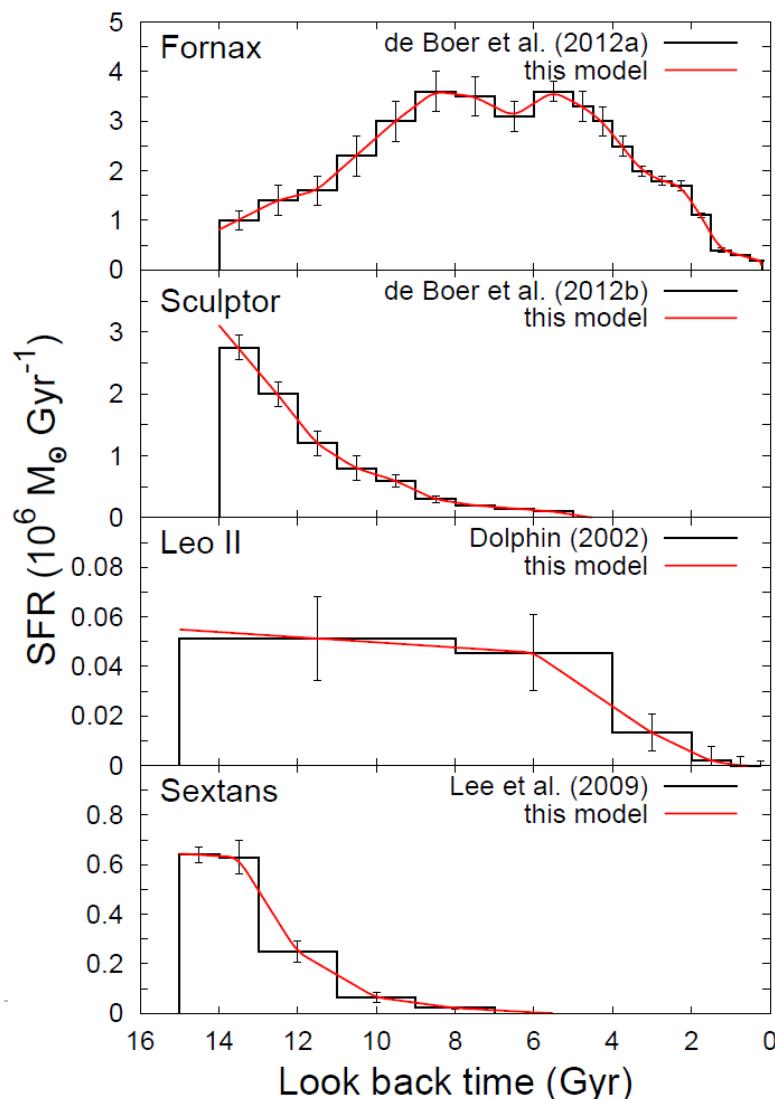 Fornax
de Boer et al. (2012a)
this model
5
4
3
2
1
0
Sculptor
de Boer et al. (2012b)
this model
3
2
1
0
Leo II
Dolphin (2002)
this model
0.08
0.06
0.04
0.02
0
Sextans
Lee et al. (2009)
this model
0.8
0.6
0.4
0.2
0
SFR (10⁶ M☉ Gyr⁻¹)
16 14 12 10 8 6 4 2 0
Look back time (Gyr)